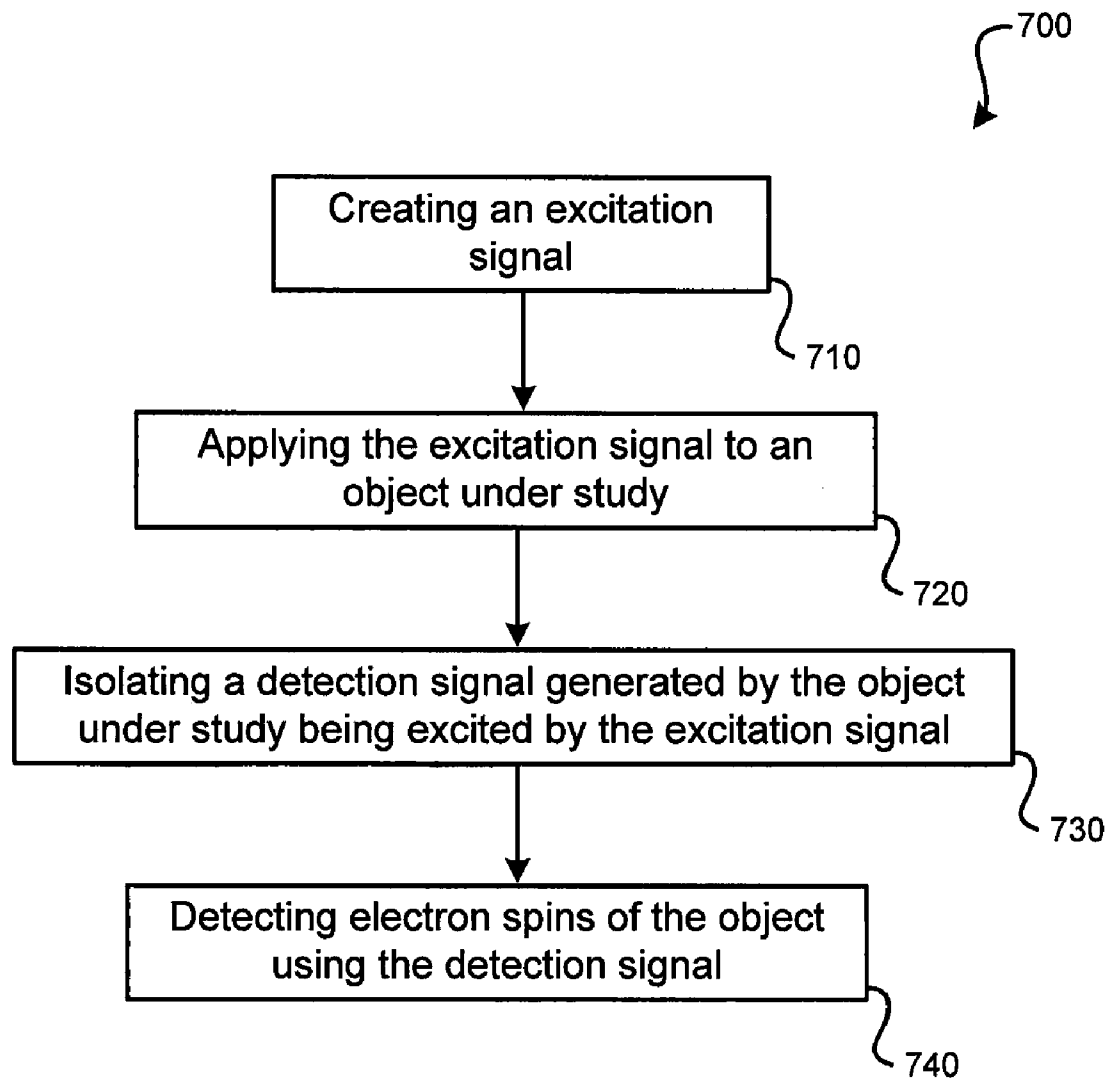 700
Creating an excitation
signal
710
Applying the excitation signal to an
object under study
720
Isolating a detection signal generated by the object
under study being excited by the excitation signal
730
Detecting electron spins of the object
using the detection signal
740